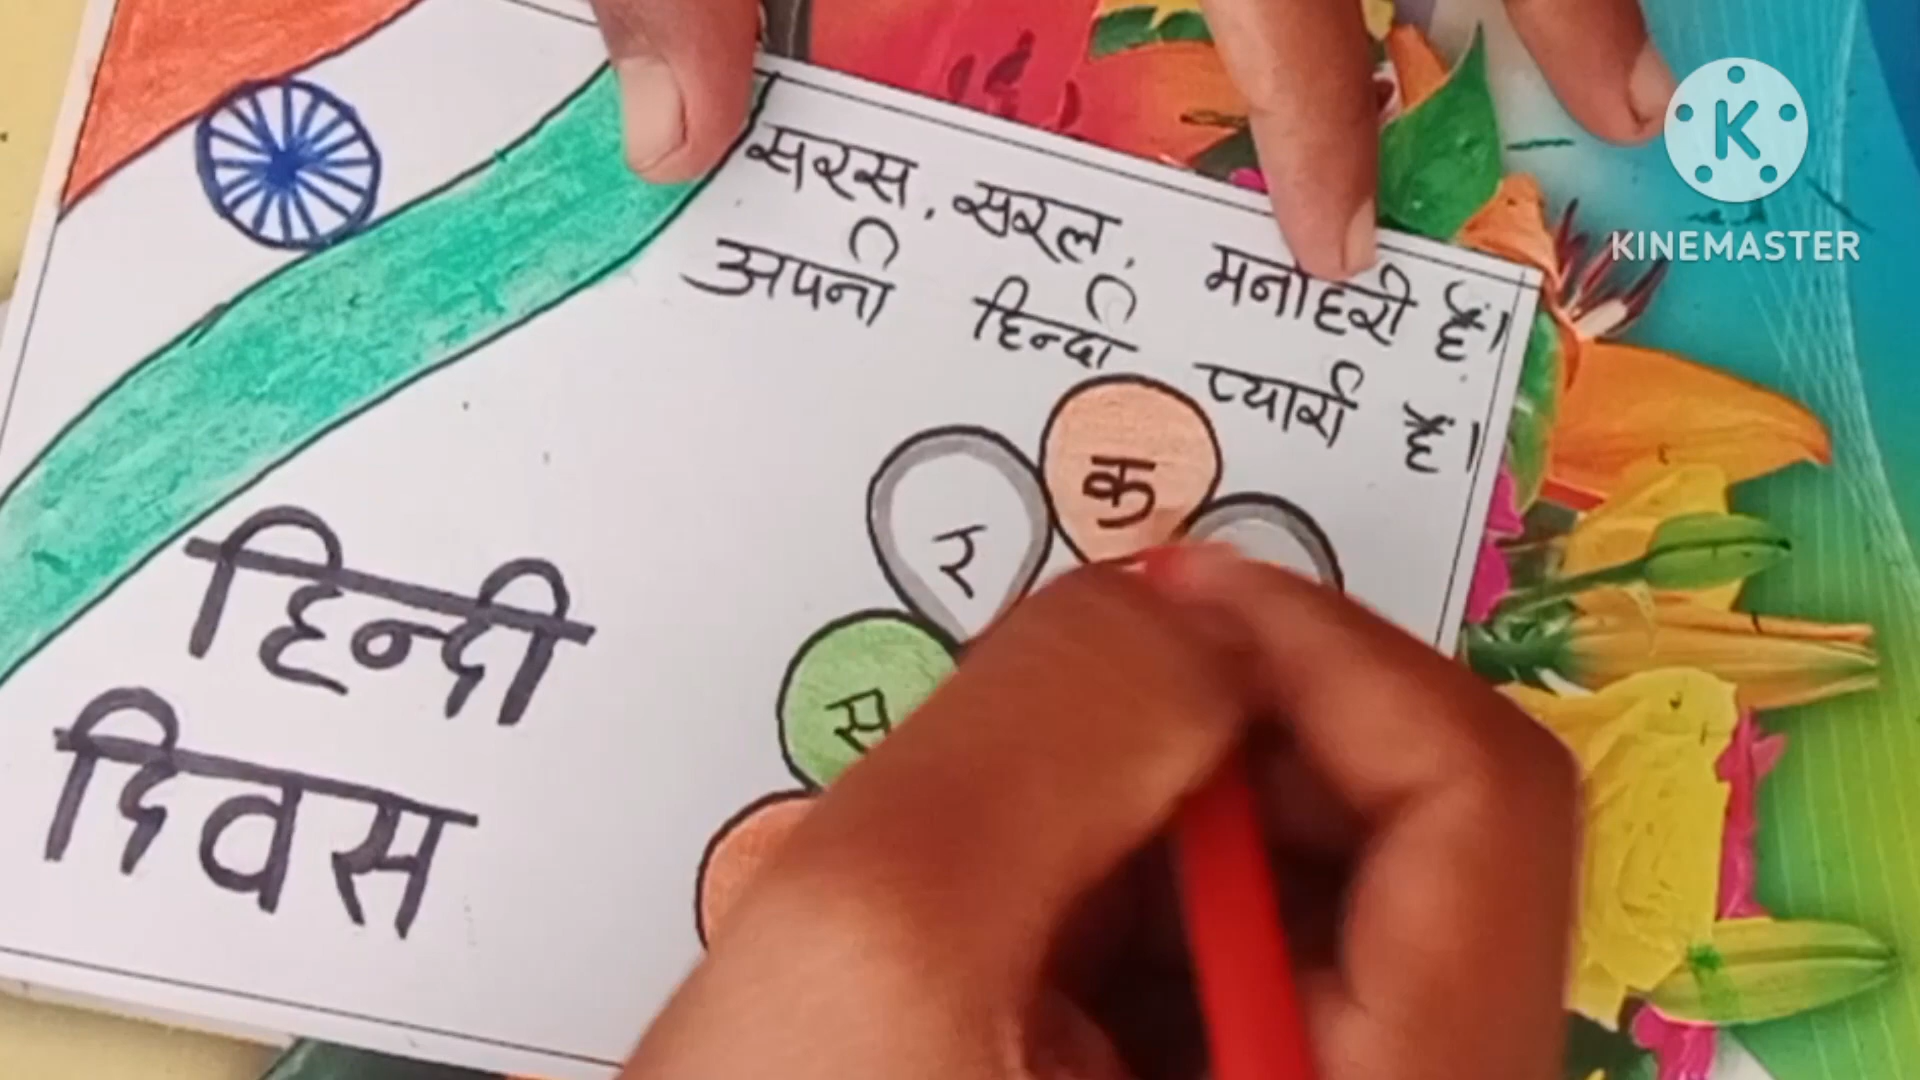 सरस, सरल, मनोहरी हैं।
अपनी हिन्दी प्यारी हैं।
हिन्दी
दिवस
र
क
स
K
KINEMASTER